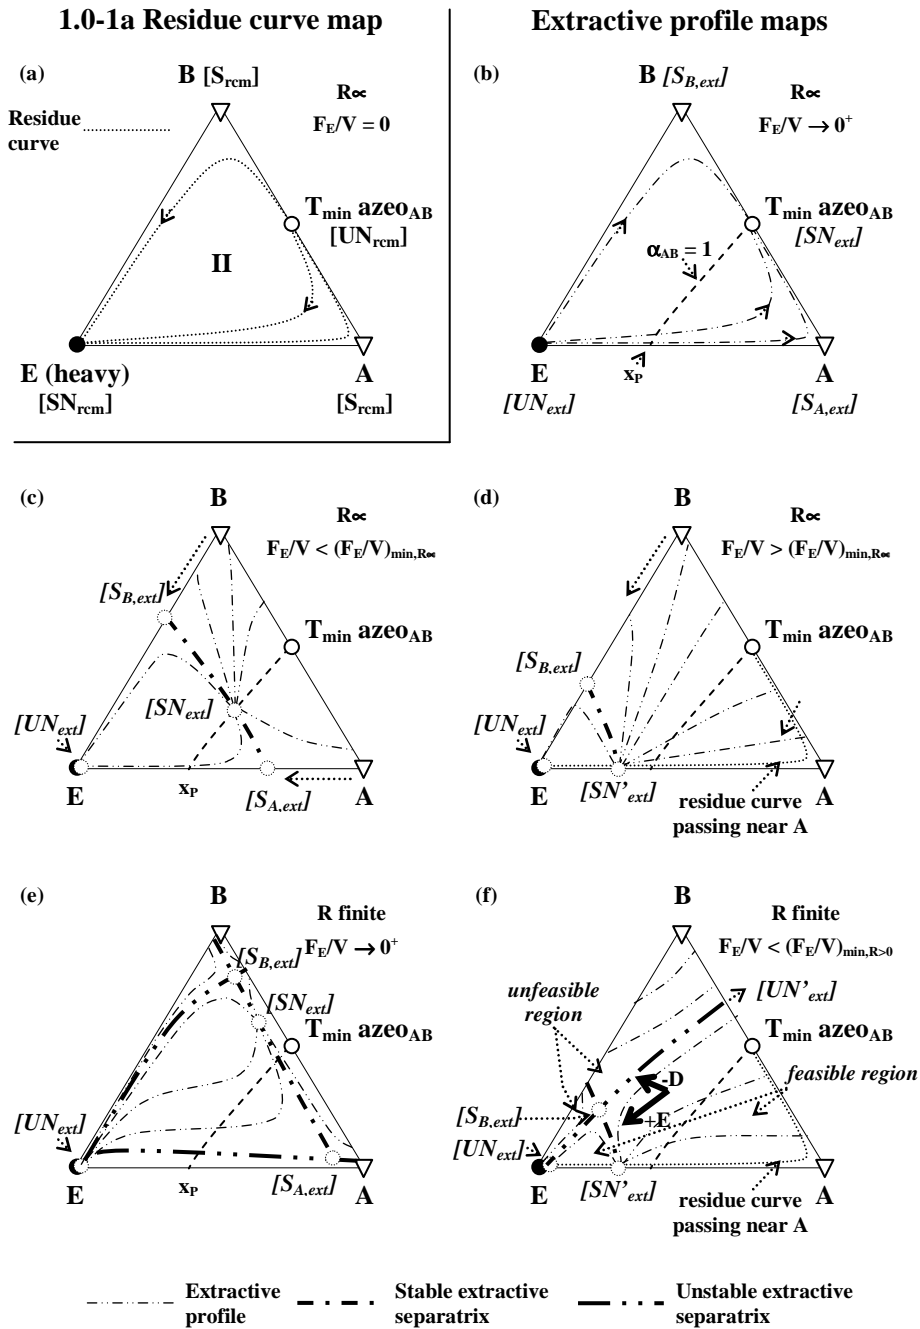 1.0-1a Residue curve map
Extractive profile maps
(a)
B [S_rcm]
R∝
F_E/V = 0
Residue
curve
T_min azeo_AB
[UN_rcm]
II
E (heavy)
[SN_rcm]
A
[S_rcm]
(b)
B [S_B,ext]
R∝
F_E/V → 0⁺
T_min azeo_AB
[SN_ext]
α_AB = 1
E
x_P
A
[UN_ext]
[S_A,ext]
(c)
B
R∝
F_E/V < (F_E/V)_min,R∝
[S_B,ext]
T_min azeo_AB
[SN_ext]
[UN_ext]
E
x_P
[S_A,ext]
A
(d)
B
R∝
F_E/V > (F_E/V)_min,R∝
T_min azeo_AB
[S_B,ext]
[UN_ext]
E
[SN'_ext]
A
residue curve
passing near A
(e)
B
R finite
F_E/V → 0⁺
[S_B,ext]
[SN_ext]
T_min azeo_AB
[UN_ext]
E
x_P
[S_A,ext]
A
(f)
B
R finite
F_E/V < (F_E/V)_min,R>0
[UN'_ext]
unfeasible
region
T_min azeo_AB
feasible region
-D
+E
[S_B,ext]
[UN_ext]
E
[SN'_ext]
A
residue curve
passing near A
Extractive
profile
Stable extractive
separatrix
Unstable extractive
separatrix